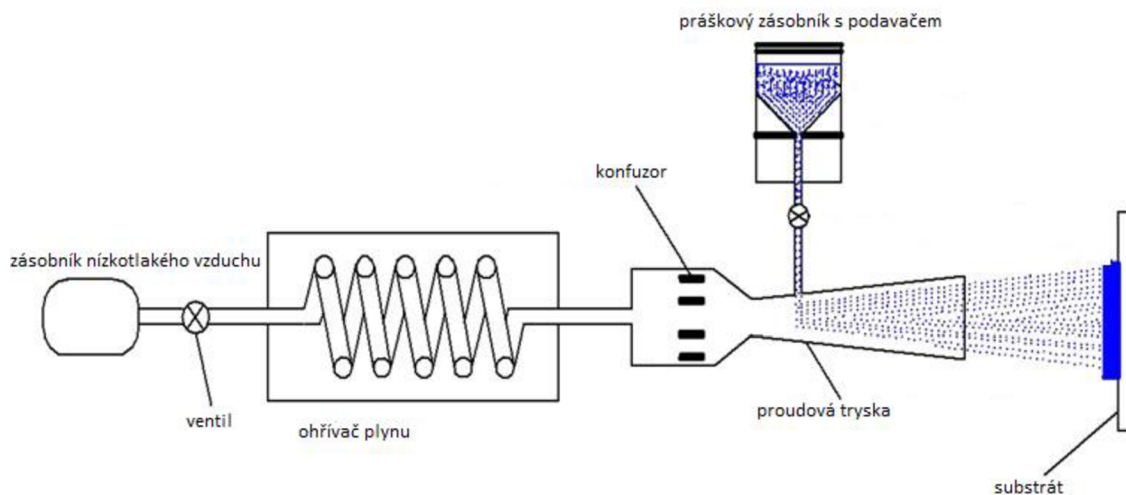 práškový zásobník s podavačem
konfuzor
zásobník nízkotlakého vzduchu
ventil
ohřívač plynu
proudová tryska
substrát